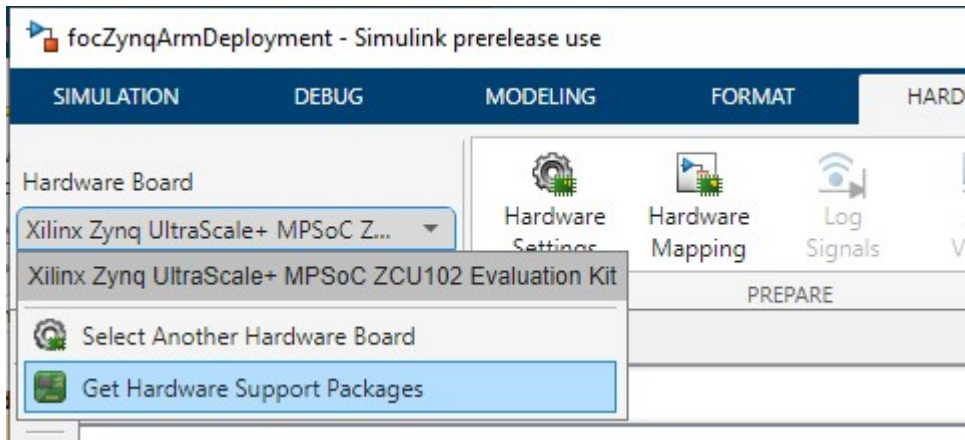 focZynqArmDeployment - Simulink prerelease use
SIMULATION DEBUG MODELING FORMAT HARD
Hardware Board
Xilinx Zynq UltraScale+ MPSoC Z...
Hardware
Settings
Hardware
Mapping
Log
Signals
V
PREPARE
Xilinx Zynq UltraScale+ MPSoC ZCU102 Evaluation Kit
Select Another Hardware Board
Get Hardware Support Packages